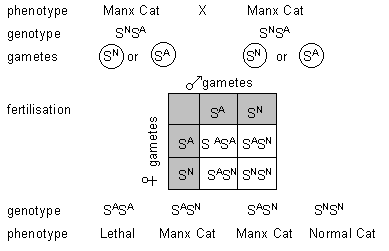 phenotype Manx Cat X Manx Cat
genotype SᴺSᴬ SᴺSᴬ
gametes Sᴺ or Sᴬ Sᴺ or Sᴬ
♂gametes
fertilisation Sᴬ Sᴺ
♀ gametes
Sᴬ SᴬSᴬ SᴬSᴺ
Sᴺ SᴬSᴺ SᴺSᴺ
genotype SᴬSᴬ SᴬSᴺ SᴬSᴺ SᴺSᴺ
phenotype Lethal Manx Cat Manx Cat Normal Cat